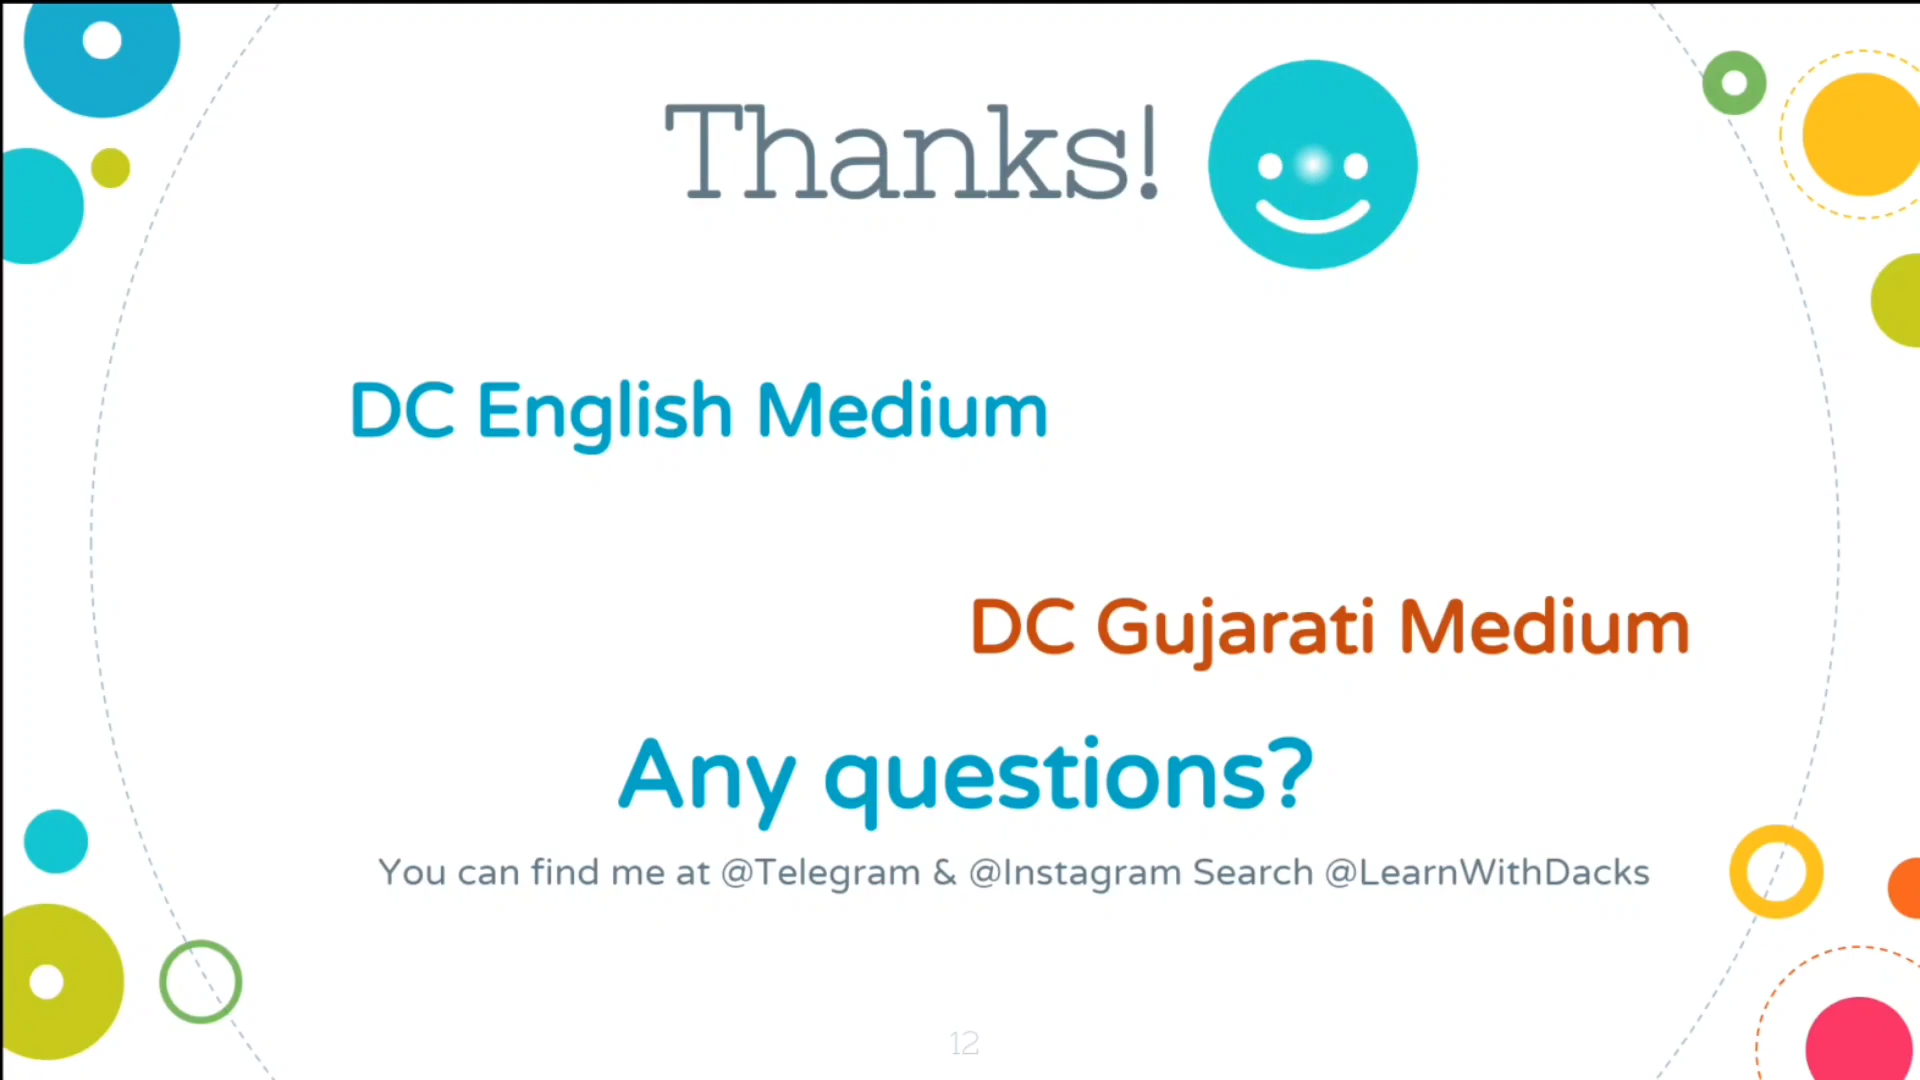 Thanks!
DC English Medium
DC Gujarati Medium
Any questions?
You can find me at @Telegram & @Instagram Search @LearnWithDacks
12